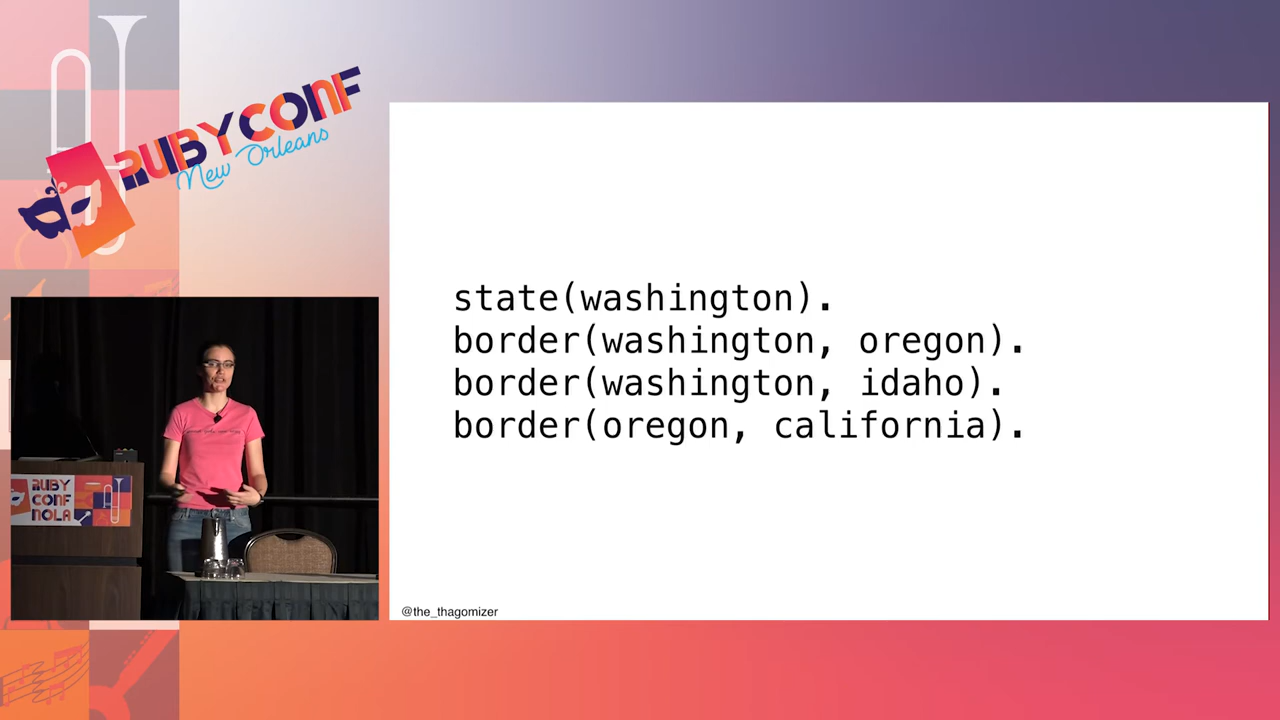 RUBYCONF
New Orleans
state(washington).
border(washington, oregon).
border(washington, idaho).
border(oregon, california).
RUBY
CONF
NOLA
@the_thagomizer